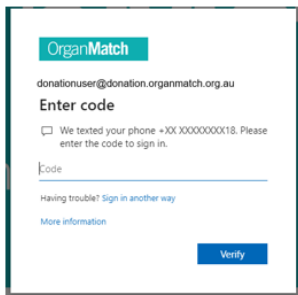 OrganMatch
donationuser@donation.organmatch.org.au
Enter code
We texted your phone +XX XXXXXXXX18. Please
enter the code to sign in.
Code
Having trouble? Sign in another way
More information
Verify